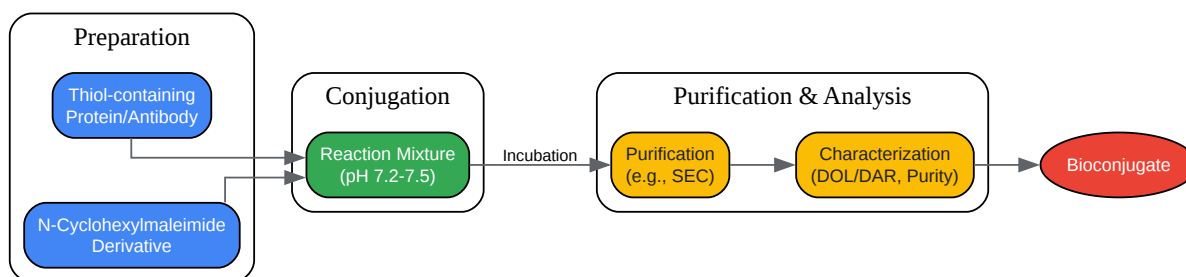 Preparation
Thiol-containing
Protein/Antibody
N-Cyclohexylmaleimide
Derivative
Conjugation
Reaction Mixture
(pH 7.2-7.5)
Incubation
Purification & Analysis
Purification
(e.g., SEC)
Characterization
(DOL/DAR, Purity)
Bioconjugate